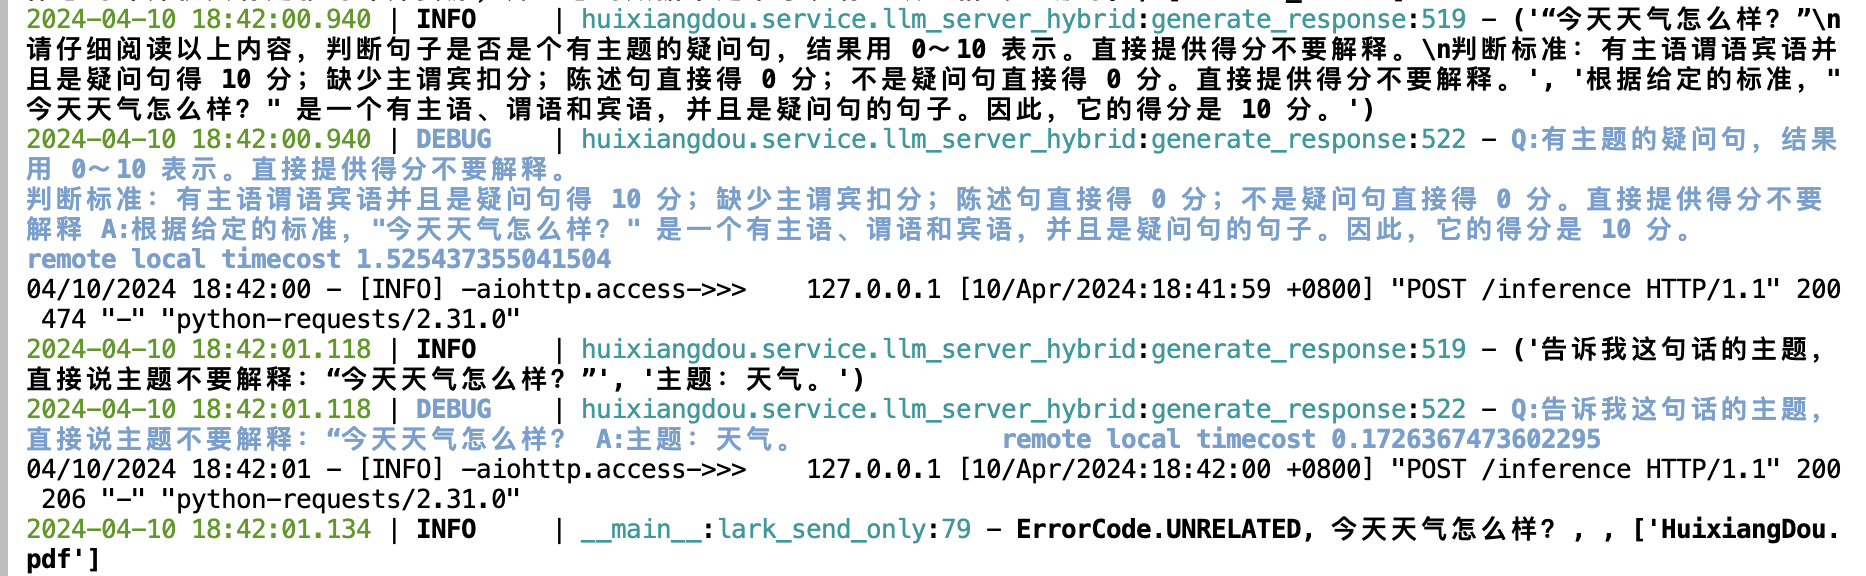 2024-04-10 18:42:00.940 | INFO     | huixiangdou.service.llm_server_hybrid:generate_response:519 - ('“今天天气怎么样？”\n
请仔细阅读以上内容，判断句子是否是个有主题的疑问句，结果用 0～10 表示。直接提供得分不要解释。\n判断标准：有主语谓语宾语并
且是疑问句得 10 分；缺少主谓宾扣分；陈述句直接得 0 分；不是疑问句直接得 0 分。直接提供得分不要解释。', '根据给定的标准，"
今天天气怎么样？" 是一个有主语、谓语和宾语，并且是疑问句的句子。因此，它的得分是 10 分。')
2024-04-10 18:42:00.940 | DEBUG    | huixiangdou.service.llm_server_hybrid:generate_response:522 - Q:有主题的疑问句，结果
用 0～10 表示。直接提供得分不要解释。
判断标准：有主语谓语宾语并且是疑问句得 10 分；缺少主谓宾扣分；陈述句直接得 0 分；不是疑问句直接得 0 分。直接提供得分不要
解释 A:根据给定的标准，"今天天气怎么样？" 是一个有主语、谓语和宾语，并且是疑问句的句子。因此，它的得分是 10 分。
remote local timecost 1.525437355041504
04/10/2024 18:42:00 - [INFO] -aiohttp.access->>>    127.0.0.1 [10/Apr/2024:18:41:59 +0800] "POST /inference HTTP/1.1" 200
474 "-" "python-requests/2.31.0"
2024-04-10 18:42:01.118 | INFO     | huixiangdou.service.llm_server_hybrid:generate_response:519 - ('告诉我这句话的主题，
直接说主题不要解释：“今天天气怎么样？”', '主题：天气。')
2024-04-10 18:42:01.118 | DEBUG    | huixiangdou.service.llm_server_hybrid:generate_response:522 - Q:告诉我这句话的主题，
直接说主题不要解释：“今天天气怎么样？ A:主题：天气。              remote local timecost 0.1726367473602295
04/10/2024 18:42:01 - [INFO] -aiohttp.access->>>    127.0.0.1 [10/Apr/2024:18:42:00 +0800] "POST /inference HTTP/1.1" 200
206 "-" "python-requests/2.31.0"
2024-04-10 18:42:01.134 | INFO     | __main__:lark_send_only:79 - ErrorCode.UNRELATED, 今天天气怎么样？, , ['HuixiangDou.
pdf']